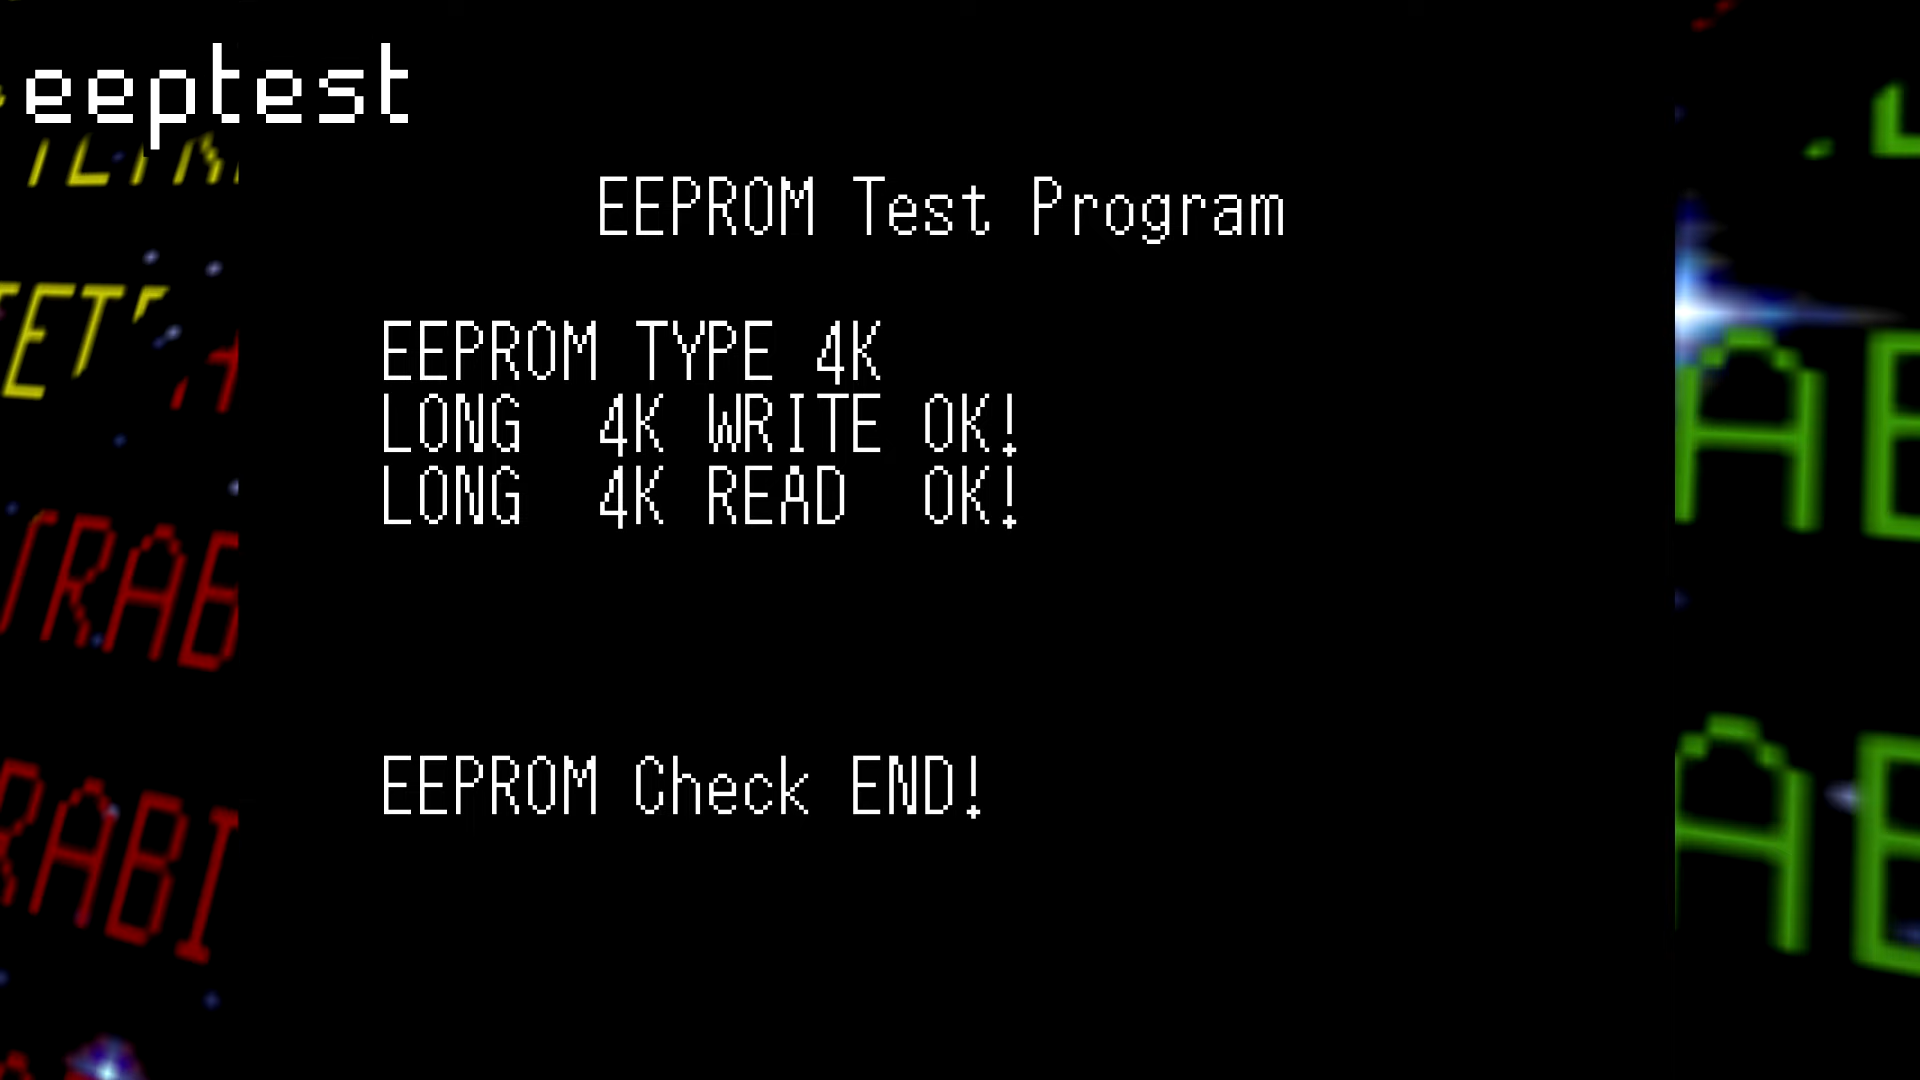 eeptest
EEPROM Test Program
EEPROM TYPE 4K
LONG  4K WRITE OK!
LONG  4K READ  OK!
EEPROM Check END!